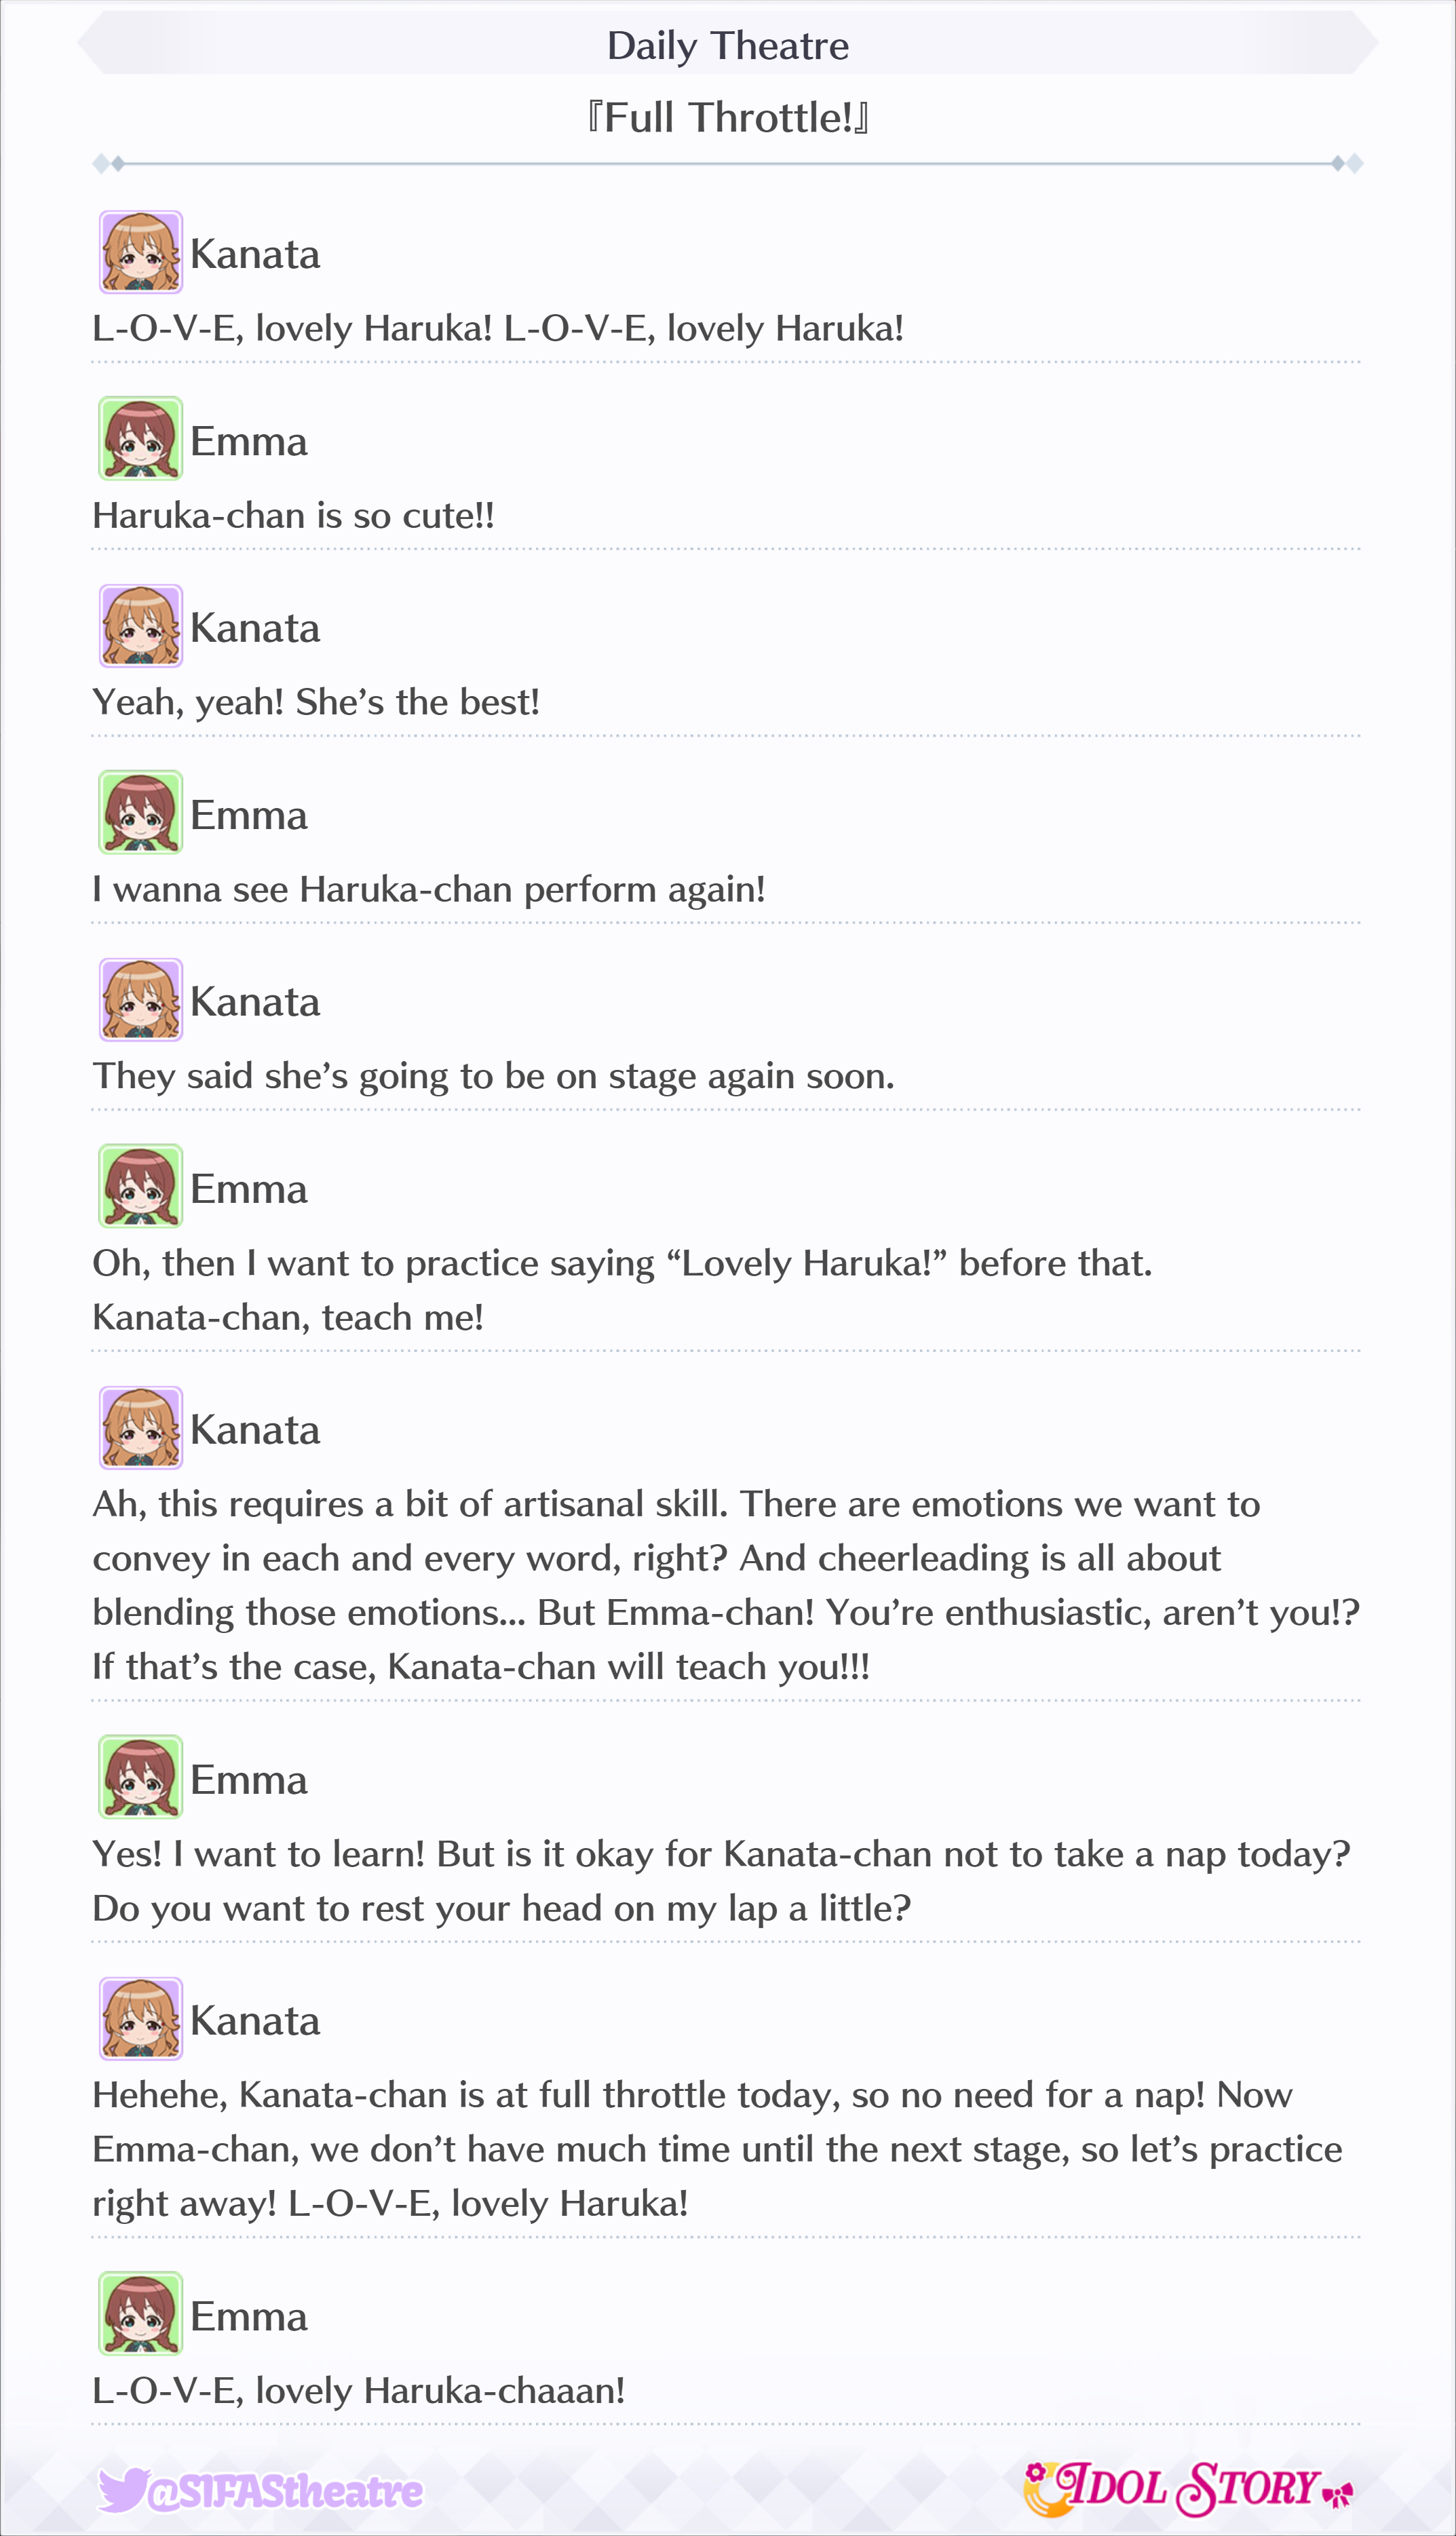 Daily Theatre
『Full Throttle!』
Kanata
L-O-V-E, lovely Haruka! L-O-V-E, lovely Haruka!
Emma
Haruka-chan is so cute!!
Kanata
Yeah, yeah! She’s the best!
Emma
I wanna see Haruka-chan perform again!
Kanata
They said she’s going to be on stage again soon.
Emma
Oh, then I want to practice saying “Lovely Haruka!” before that.
Kanata-chan, teach me!
Kanata
Ah, this requires a bit of artisanal skill. There are emotions we want to
convey in each and every word, right? And cheerleading is all about
blending those emotions... But Emma-chan! You’re enthusiastic, aren’t you!?
If that’s the case, Kanata-chan will teach you!!!
Emma
Yes! I want to learn! But is it okay for Kanata-chan not to take a nap today?
Do you want to rest your head on my lap a little?
Kanata
Hehehe, Kanata-chan is at full throttle today, so no need for a nap! Now
Emma-chan, we don’t have much time until the next stage, so let’s practice
right away! L-O-V-E, lovely Haruka!
Emma
L-O-V-E, lovely Haruka-chaaan!
@SIFAStheatre
IDOL STORY